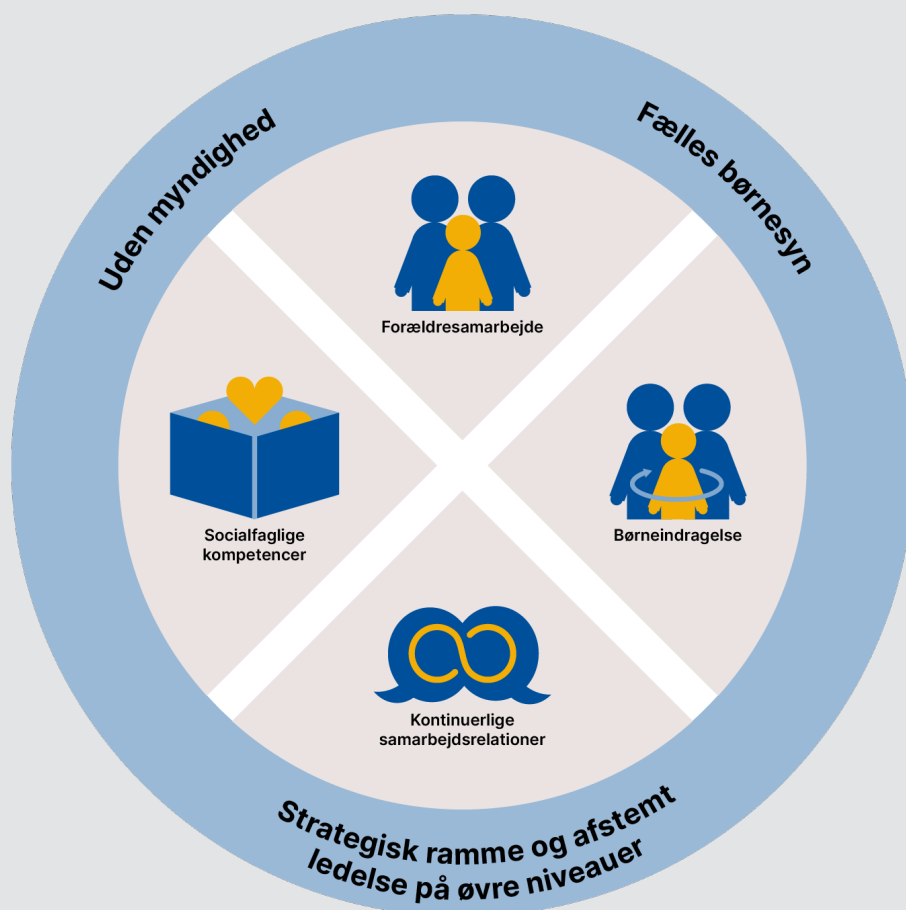 Uden myndighed
Fælles børnesyn
Forældresamarbejde
Socialfaglige
kompetencer
Børneindragelse
Kontinuerlige
samarbejdsrelationer
Strategisk ramme og afstemt
ledelse på øvre niveauer